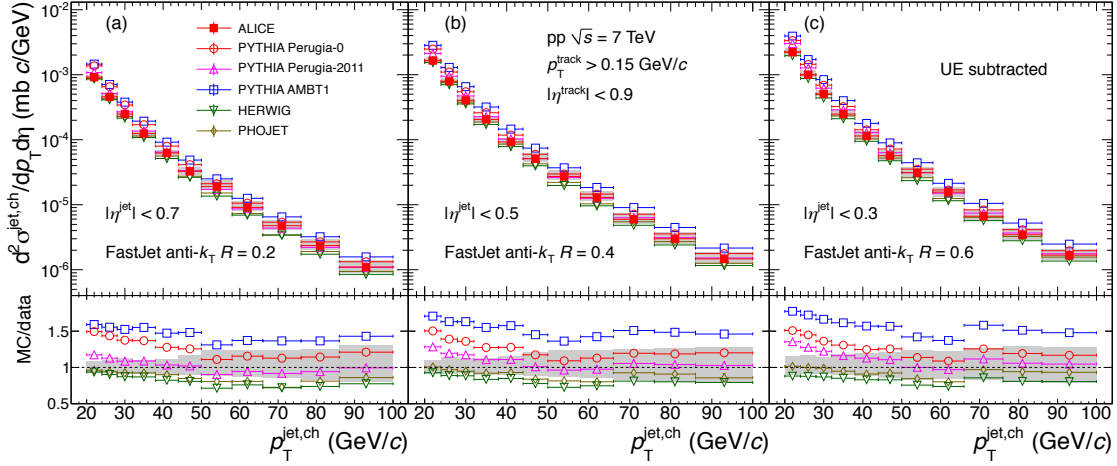 d²σ^jet,ch/dp_Tdη (mb c/GeV)
10⁻²
10⁻³
10⁻⁴
10⁻⁵
10⁻⁶
(a)
ALICE
PYTHIA Perugia-0
PYTHIA Perugia-2011
PYTHIA AMBT1
HERWIG
PHOJET
|η^jet| < 0.7
FastJet anti-k_T R = 0.2
(b)
pp √s = 7 TeV
p_T^track > 0.15 GeV/c
|η^track| < 0.9
|η^jet| < 0.5
FastJet anti-k_T R = 0.4
(c)
UE subtracted
|η^jet| < 0.3
FastJet anti-k_T R = 0.6
MC/data
1.5
1
0.5
20 30 40 50 60 70 80 90 100
p_T^jet,ch (GeV/c)
20 30 40 50 60 70 80 90 100
p_T^jet,ch (GeV/c)
20 30 40 50 60 70 80 90 100
p_T^jet,ch (GeV/c)